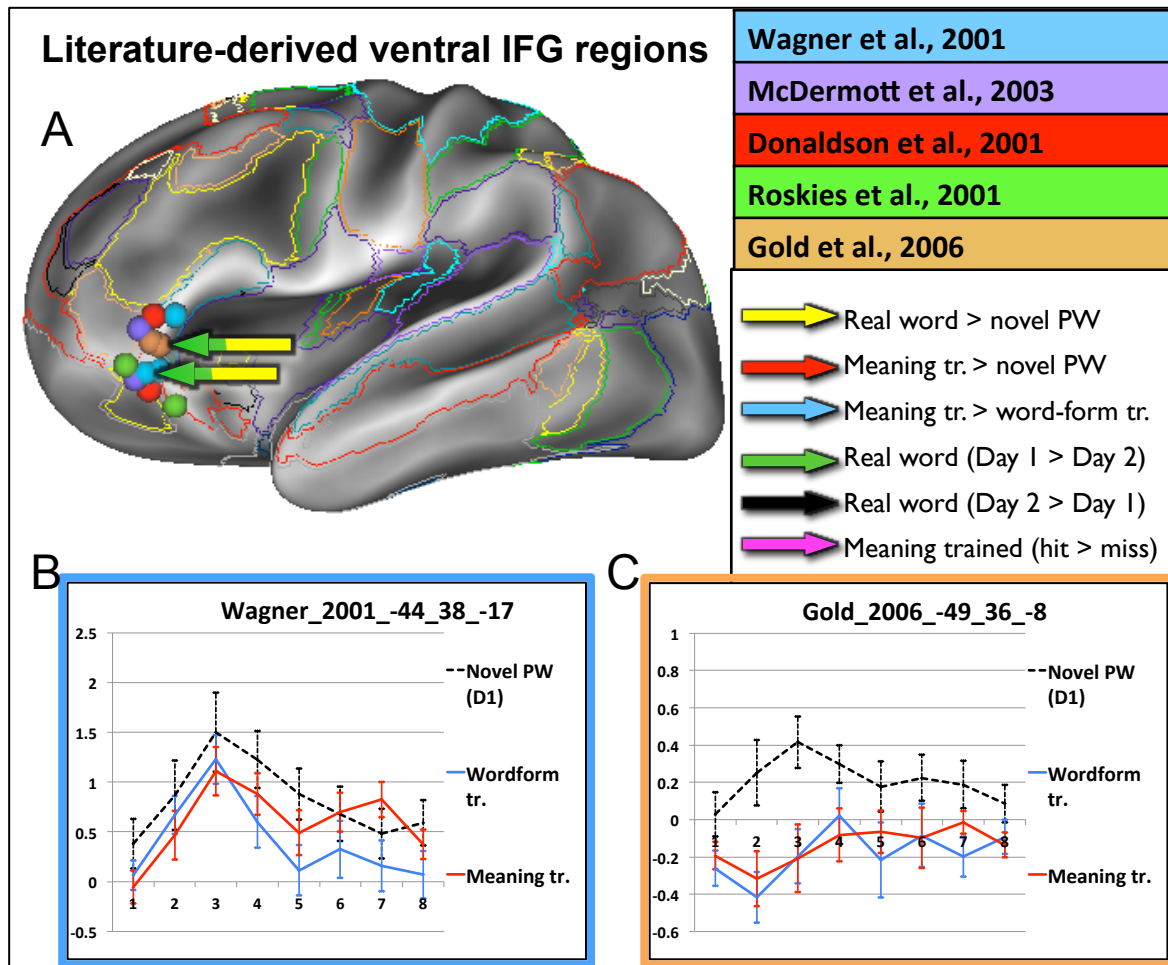 Literature-derived ventral IFG regions
A
Wagner et al., 2001
McDermott et al., 2003
Donaldson et al., 2001
Roskies et al., 2001
Gold et al., 2006
Real word > novel PW
Meaning tr. > novel PW
Meaning tr. > word-form tr.
Real word (Day 1 > Day 2)
Real word (Day 2 > Day 1)
Meaning trained (hit > miss)
B
Wagner_2001_-44_38_-17
2.5
2
1.5
1
0.5
0
-0.5
1 2 3 4 5 6 7 8
Novel PW
(D1)
Wordform
tr.
Meaning tr.
C
Gold_2006_-49_36_-8
1
0.8
0.6
0.4
0.2
0
-0.2
-0.4
-0.6
1 2 3 4 5 6 7 8
Novel PW
(D1)
Wordform
tr.
Meaning tr.